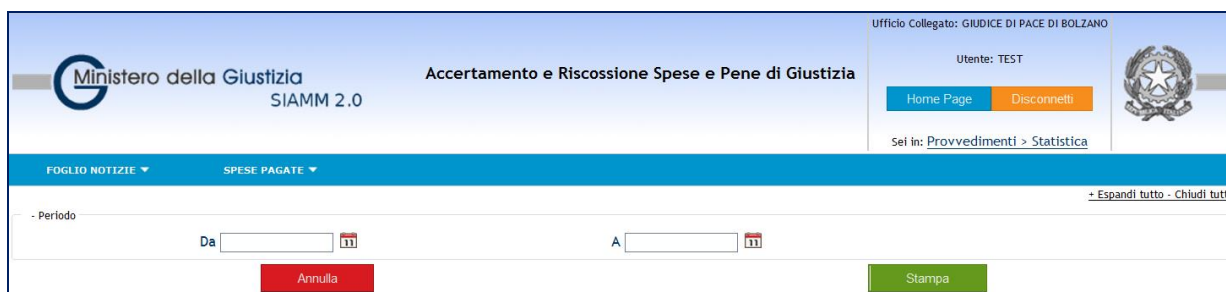 Ufficio Collegato: GIUDICE DI PACE DI BOLZANO
Utente: TEST
Ministero della Giustizia
SIAMM 2.0
Accertamento e Riscossione Spese e Pene di Giustizia
Home Page Disconnetti
Sei in: Provvedimenti > Statistica
FOGLIO NOTIZIE SPESE PAGATE
+ Espandi tutto - Chiudi tutt
- Periodo
Da 11 A 11
Annulla Stampa